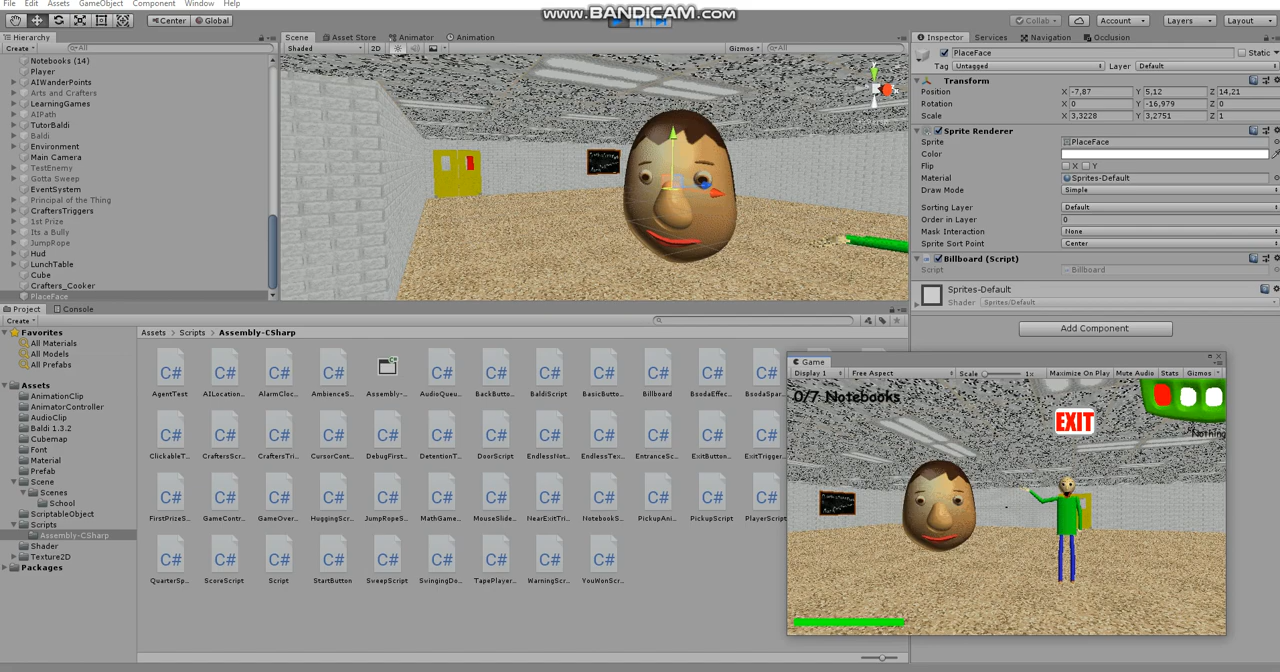 File Edit Assets GameObject Component Window Help
www.BANDICAM.com
Center Global
Collab Account Layers Layout
Hierarchy
Create All
Notebooks (14)
Player
AIWanderPoints
Arts and Crafters
LearningGames
AIPath
TutorBaldi
Baldi
Environment
Main Camera
TestEnemy
Gotta Sweep
EventSystem
Principal of the Thing
CraftersTriggers
1st Prize
Its a Bully
JumpRope
Hud
LunchTable
Cube
Crafters_Cooker
PlaceFace
Scene Asset Store Animator Animation
Shaded 2D Gizmos All
Inspector Services Navigation Occlusion
PlaceFace Static
Tag Untagged Layer Default
Transform
Position X -7,87 Y 5,12 Z 14,21
Rotation X 0 Y -16,979 Z 0
Scale X 3,3228 Y 3,2751 Z 1
Sprite Renderer
Sprite PlaceFace
Color
Flip X Y
Material Sprites-Default
Draw Mode Simple
Sorting Layer Default
Order in Layer 0
Mask Interaction None
Sprite Sort Point Center
Billboard (Script)
Script Billboard
Sprites-Default
Shader Sprites/Default
Add Component
Project Console
Create
Favorites
All Materials
All Models
All Prefabs
Assets
AnimationClip
AnimatorController
AudioClip
Baldi 1.3.2
Cubemap
Font
Material
Prefab
Scene
Scenes
School
ScriptableObject
Scripts
Assembly-CSharp
Shader
Texture2D
Packages
Assets Scripts Assembly-CSharp
C# C# C# C# C# C# C# C# C# C# C#
AgentTest AILocation... AlarmCloc... AmbienceS... Assembly-... AudioQueu... BackButto... BaldiScript BasicButto... Billboard BsodaEffec... BsodaSpar...
C# C# C# C# C# C# C# C# C# C# C# C#
ClickableT... CraftersScr... CraftersTri... CursorCont... DebugFirst... DetentionT... DoorScript EndlessNot... EndlessTex... EntranceSc... ExitButton... ExitTrigger...
C# C# C# C# C# C# C# C# C# C# C# C#
FirstPrizeS... GameContr... GameOver... HuggingScr... JumpRopeS... MathGame... MouseSlide... NearExitTri... NotebookS... PickupAni... PickupScript PlayerScript
C# C# C# C# C# C# C# C# C#
QuarterSp... ScoreScript Script StartButton SweepScript SwingingDo... TapePlayer... WarningScr... YouWonScr...
Game
Display 1 Free Aspect Scale 1x Maximize On Play Mute Audio Stats Gizmos
0/7 Notebooks
EXIT
Nothing